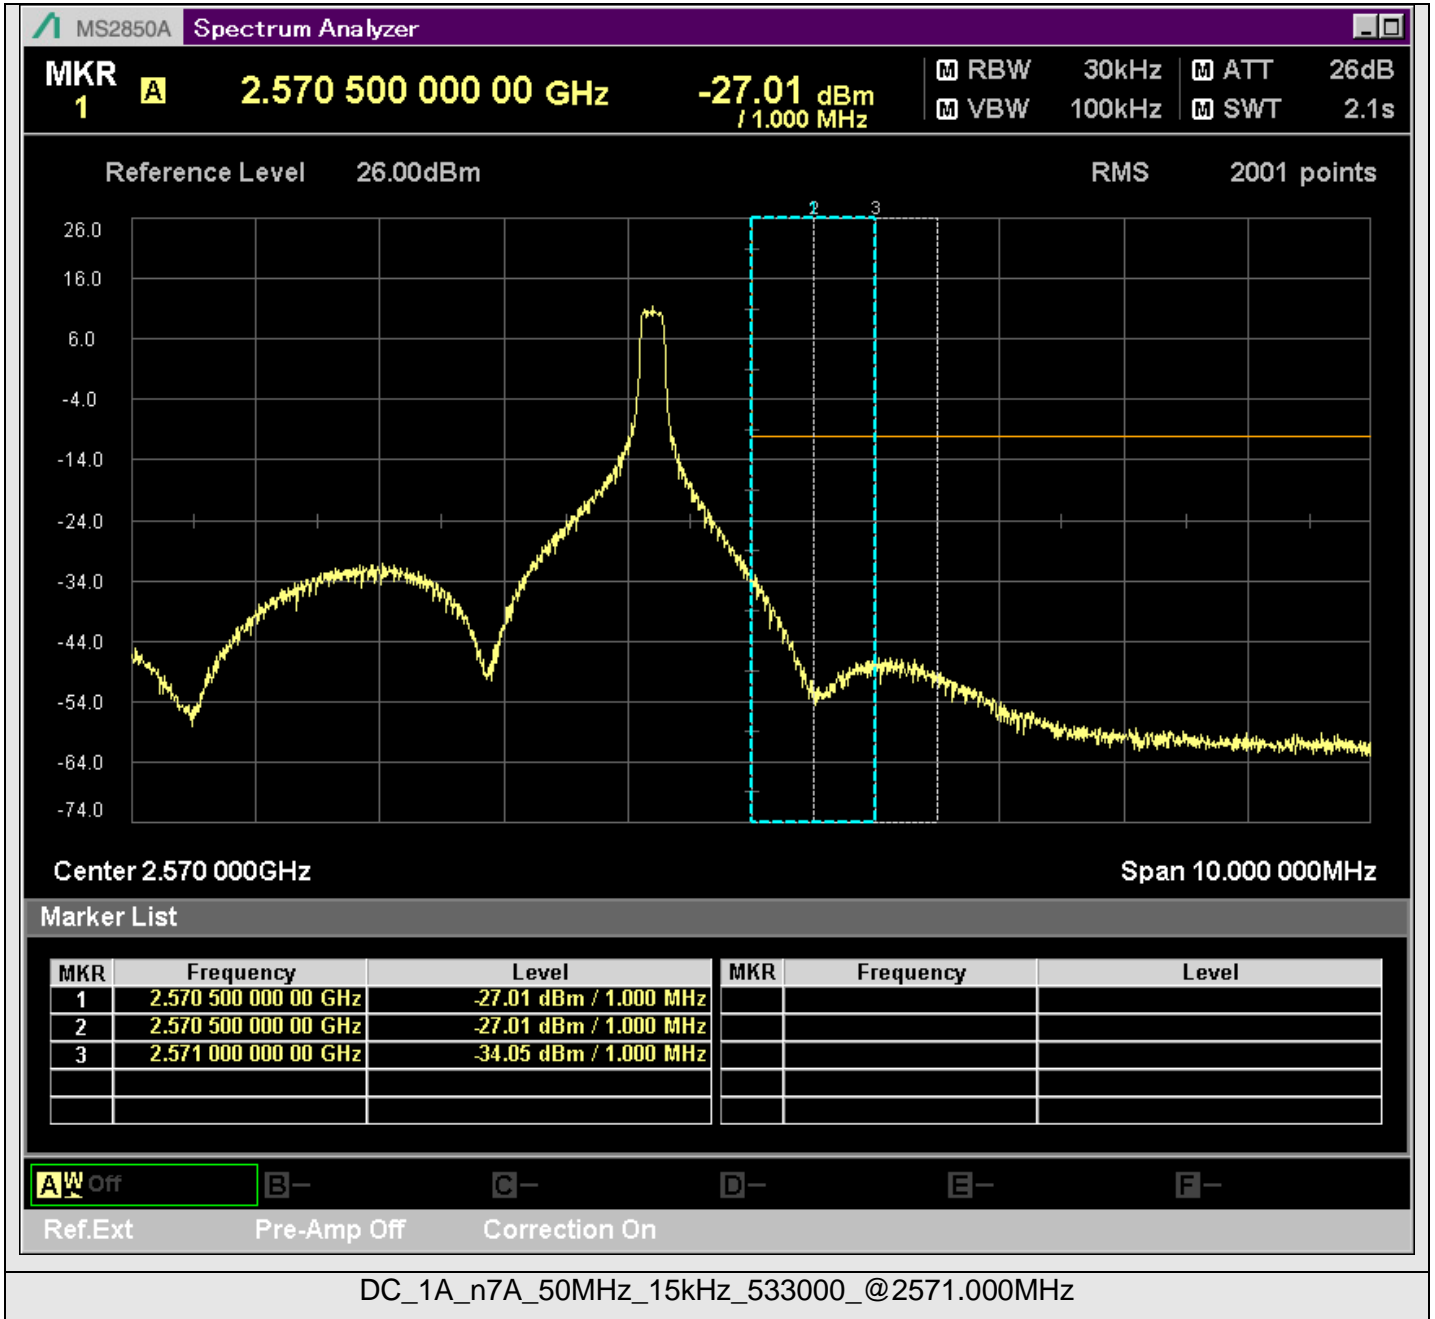 MS2850A Spectrum Analyzer
MKR 1 A 2.570 500 000 00 GHz -27.01 dBm / 1.000 MHz
M RBW 30kHz M ATT 26dB
M VBW 100kHz M SWT 2.1s
Reference Level 26.00dBm RMS 2001 points
2 3
26.0
16.0
6.0
-4.0
-14.0
-24.0
-34.0
-44.0
-54.0
-64.0
-74.0
Center 2.570 000GHz Span 10.000 000MHz
Marker List
MKR Frequency Level MKR Frequency Level
1 2.570 500 000 00 GHz -27.01 dBm / 1.000 MHz
2 2.570 500 000 00 GHz -27.01 dBm / 1.000 MHz
3 2.571 000 000 00 GHz -34.05 dBm / 1.000 MHz
A W Off B- C- D- E- F-
Ref.Ext Pre-Amp Off Correction On
DC_1A_n7A_50MHz_15kHz_533000_@2571.000MHz